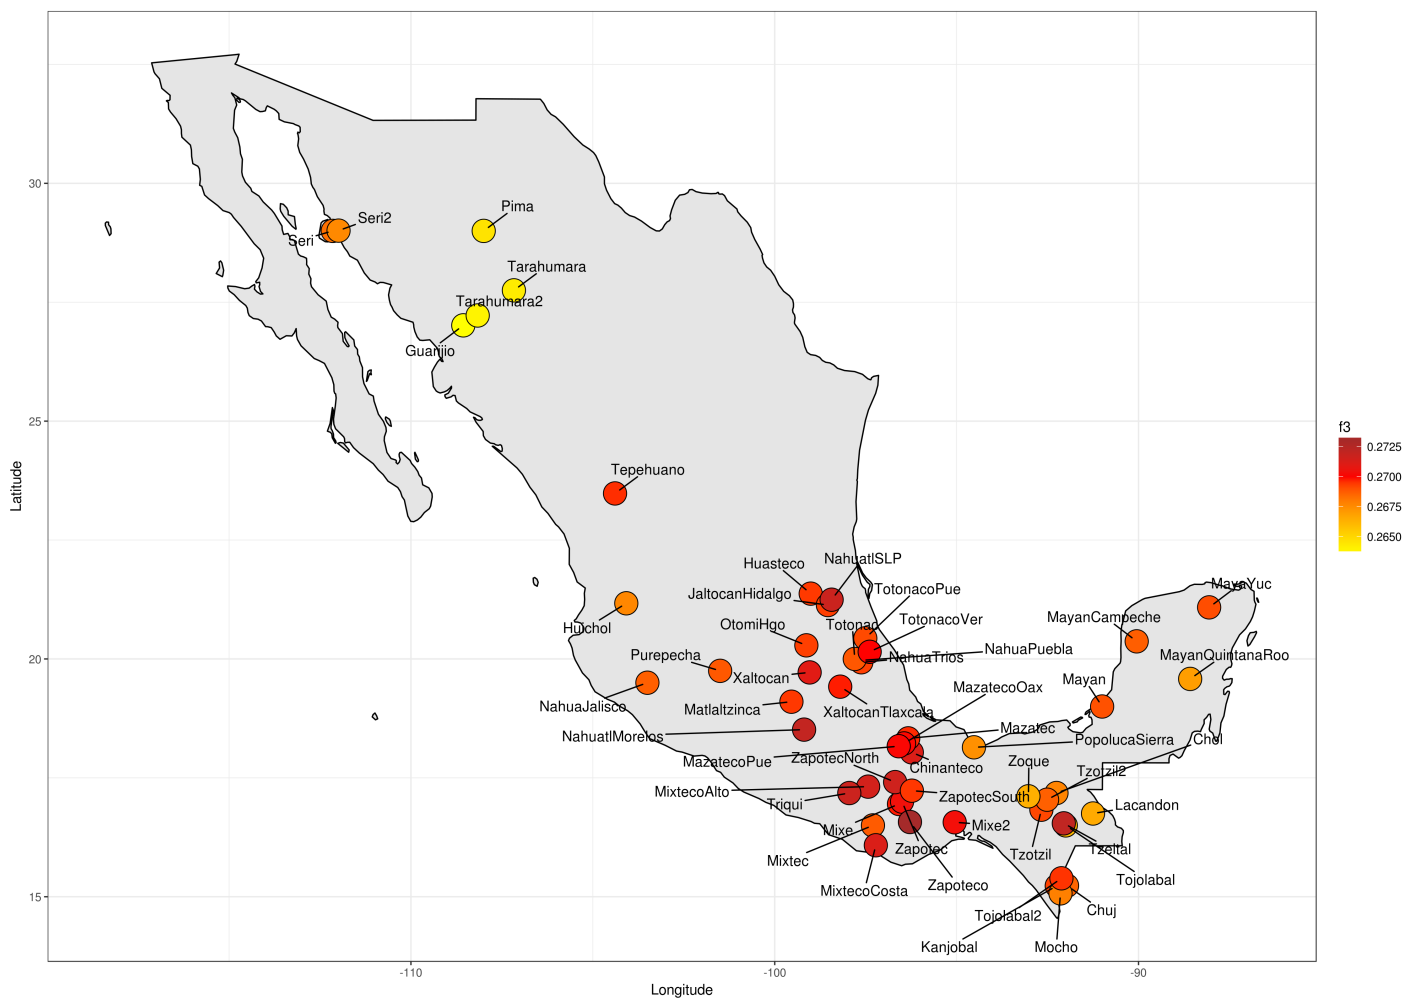 30
25
20
15
Latitude
-110
-100
-90
Longitude
Pima
Seri2
Seri
Tarahumara
Tarahumara2
Guarijio
Tepehuano
NahuatlSLP
Huasteco
MayaYuc
TotonacoPue
JaltocanHidalgo
MayanCampeche
TotonacoVer
OtomiHgo
Totonac
Huichol
NahuaPuebla
Purepecha
NahuaTrios
MayanQuintanaRoo
Xaltocan
Mayan
MazatecoOax
NahuaJalisco
Matlaltzinca
XaltocanTlaxcala
Mazatec
NahuatlMorelos
PopolucaSierra
Chol
ZapotecNorth
MazatecoPue
Zoque
Chinanteco
Tzotzil2
MixtecoAlto
ZapotecSouth
Triqui
Lacandon
Mixe
Mixe2
Zapotec
Tzeltal
Tzotzil
Mixtec
Tojolabal
Zapoteco
MixtecoCosta
Chuj
Tojolabal2
Kanjobal
Mocho
f3
0.2725
0.2700
0.2675
0.2650